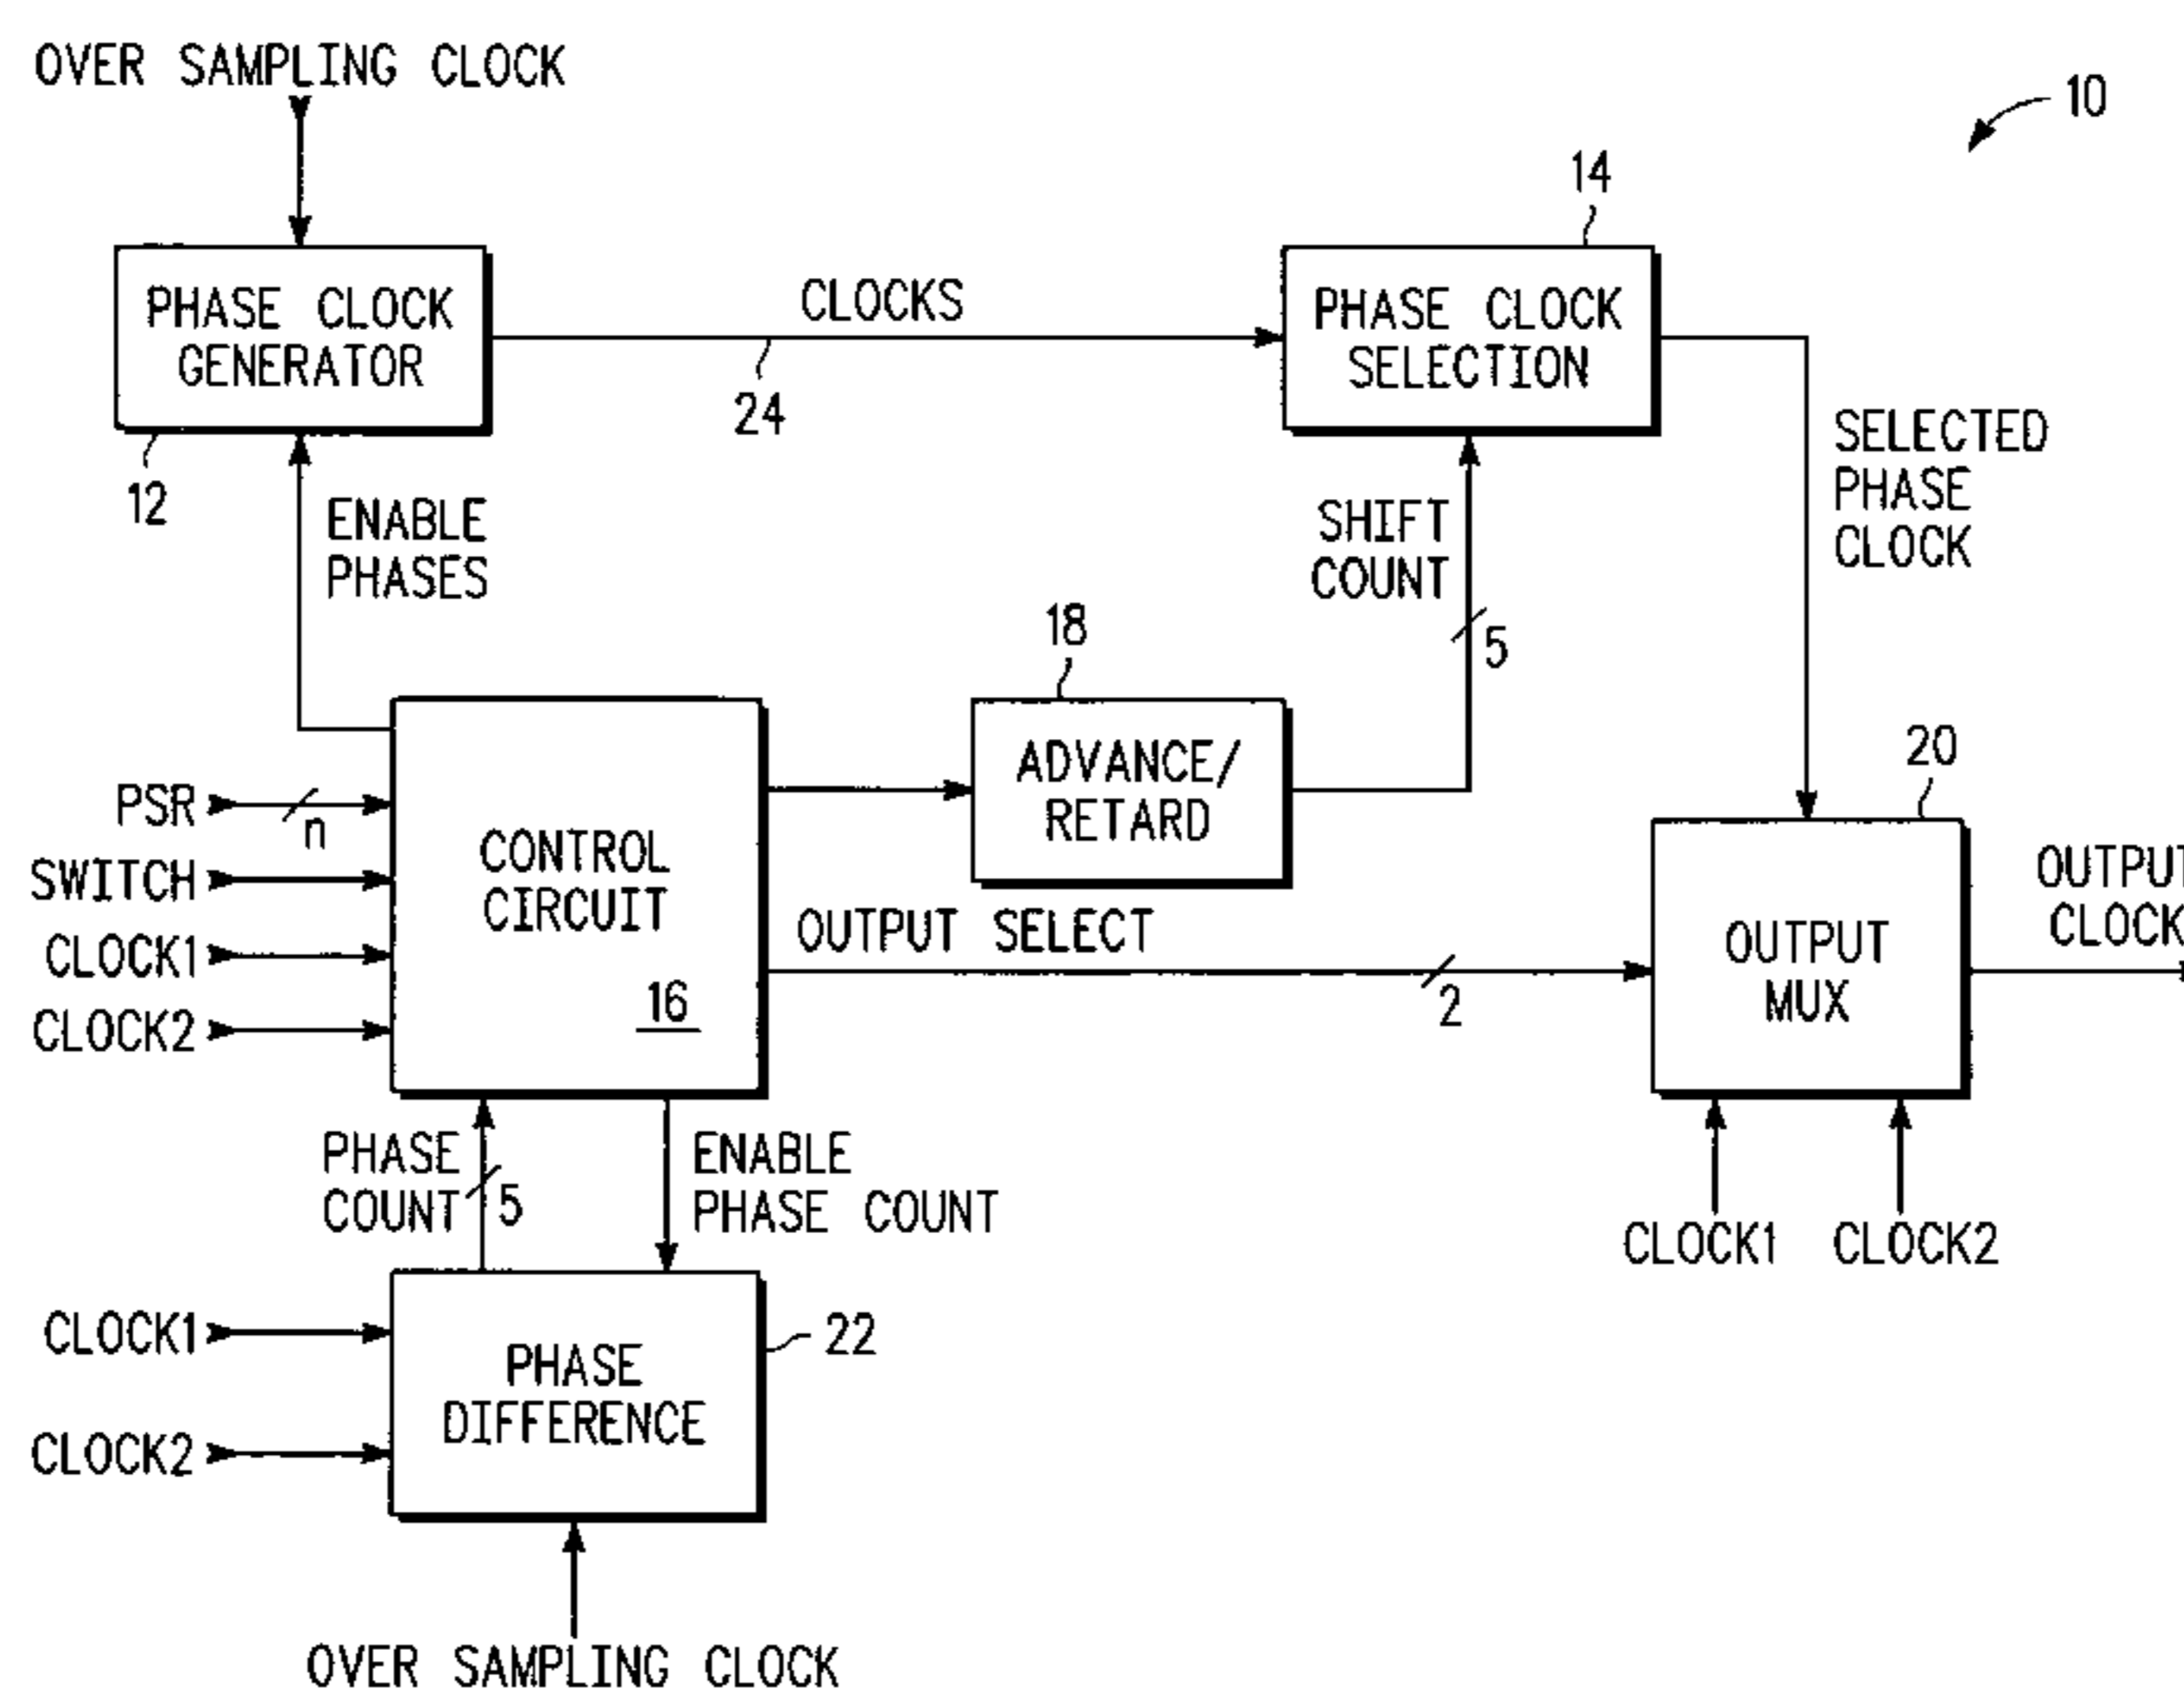 OVER SAMPLING CLOCK
10
14
PHASE CLOCK
GENERATOR
CLOCKS
PHASE CLOCK
SELECTION
24
12
ENABLE
PHASES
SHIFT
COUNT
5
SELECTED
PHASE
CLOCK
18
ADVANCE/
RETARD
20
PSR
n
SWITCH
CLOCK1
CLOCK2
CONTROL
CIRCUIT
16
OUTPUT SELECT
2
OUTPUT
MUX
OUTPUT
CLOCK
PHASE
COUNT
5
ENABLE
PHASE COUNT
CLOCK1
CLOCK2
CLOCK1
CLOCK2
PHASE
DIFFERENCE
22
OVER SAMPLING CLOCK